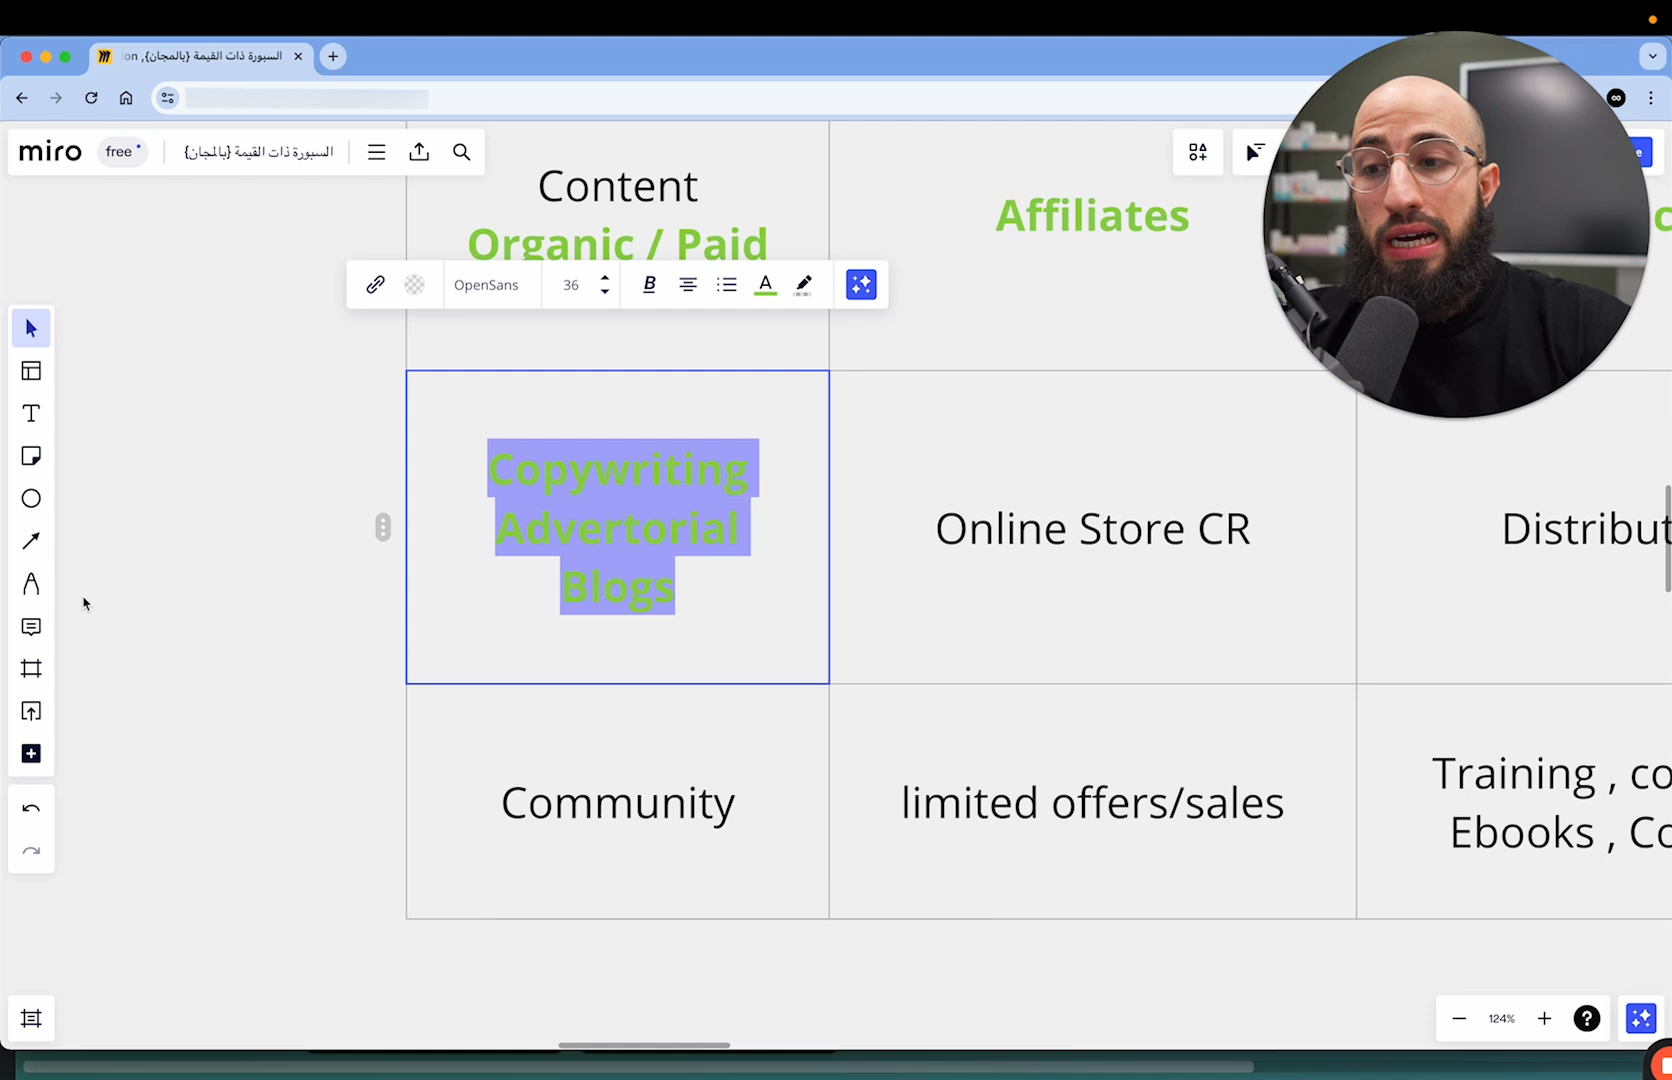 السبورة ذات القيمة {بالمجان}, ion
miro
free
السبورة ذات القيمة {بالمجان}
Content
Organic / Paid
Affiliates
OpenSans
36
B
A
Copywriting
Advertorial
Blogs
Online Store CR
Distribut
Community
limited offers/sales
Training , co
Ebooks , Co
124%
?